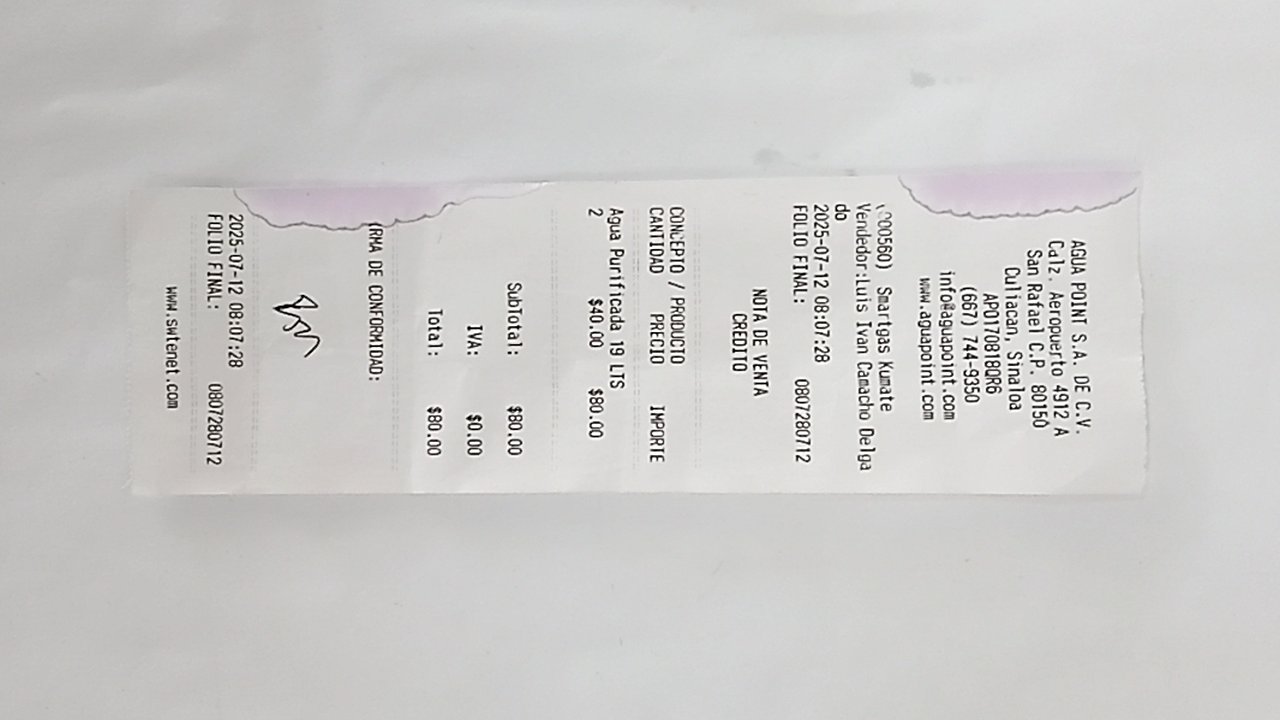 AGUA POINT S.A. DE C.V.
Calz. Aeropuerto 4912 A
San Rafael C.P. 80150
Culiacan, Sinaloa
APO170818QR6
(667) 744-9350
info@aguapoint.com
www.aguapoint.com
Smartgas Kumate
Vendedor:Luis Ivan Camacho Delga
do
2025-07-12 08:07:28
FOLIO FINAL: 0807280712
NOTA DE VENTA
CREDITO
CONCEPTO / PRODUCTO
CANTIDAD PRECIO IMPORTE
Agua Purificada 19 LTS
2 $40.00 $80.00
SubTotal: $80.00
IVA: $0.00
Total: $80.00
RMA DE CONFORMIDAD:
2025-07-12 08:07:28
FOLIO FINAL: 0807280712
www.swtenet.com